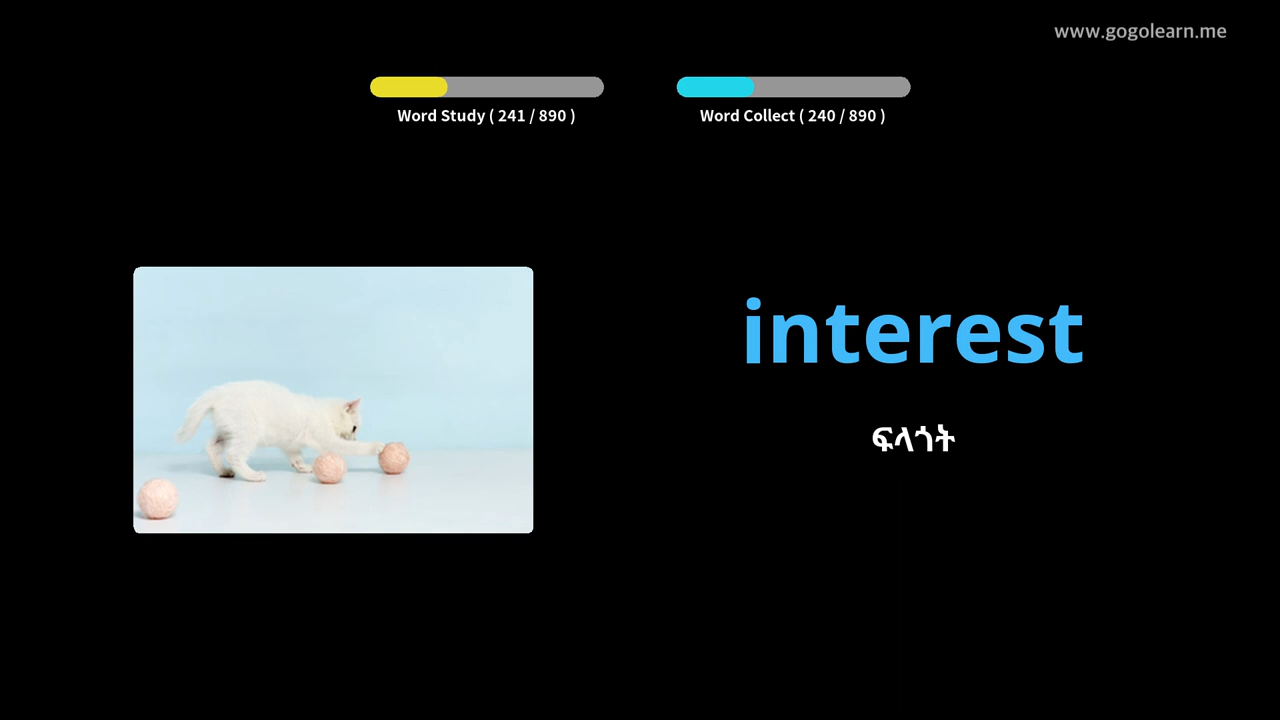 www.gogolearn.me
Word Study ( 241 / 890 )
Word Collect ( 240 / 890 )
interest
ፍላጎት